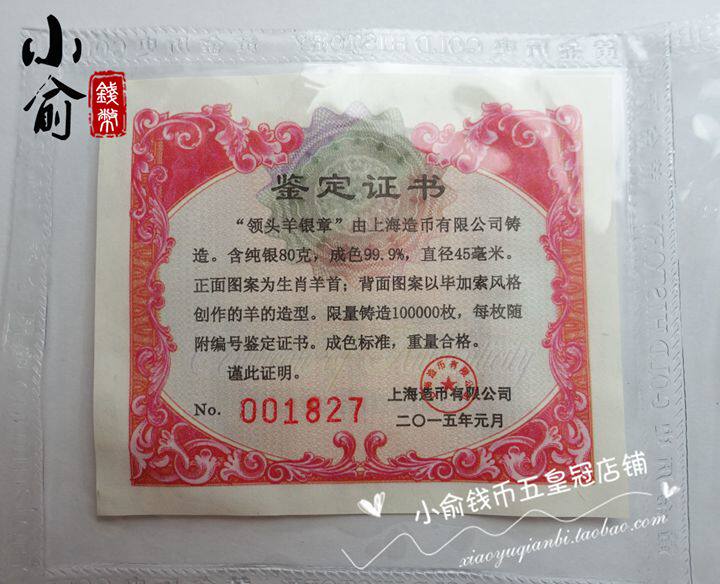 小俞
錢幣
鉴定证书
“领头羊银章”由上海造币有限公司铸
造。含纯银80克，成色99.9%，直径45毫米。
正面图案为生肖羊首；背面图案以毕加索风格
创作的羊的造型。限量铸造100000枚，每枚随
附编号鉴定证书。成色标准，重量合格。
谨此证明。
上海造币有限公司
No. 001827
二〇一五年元月
小俞钱币五皇冠店铺
xiaoyuqianbi.taobao.com